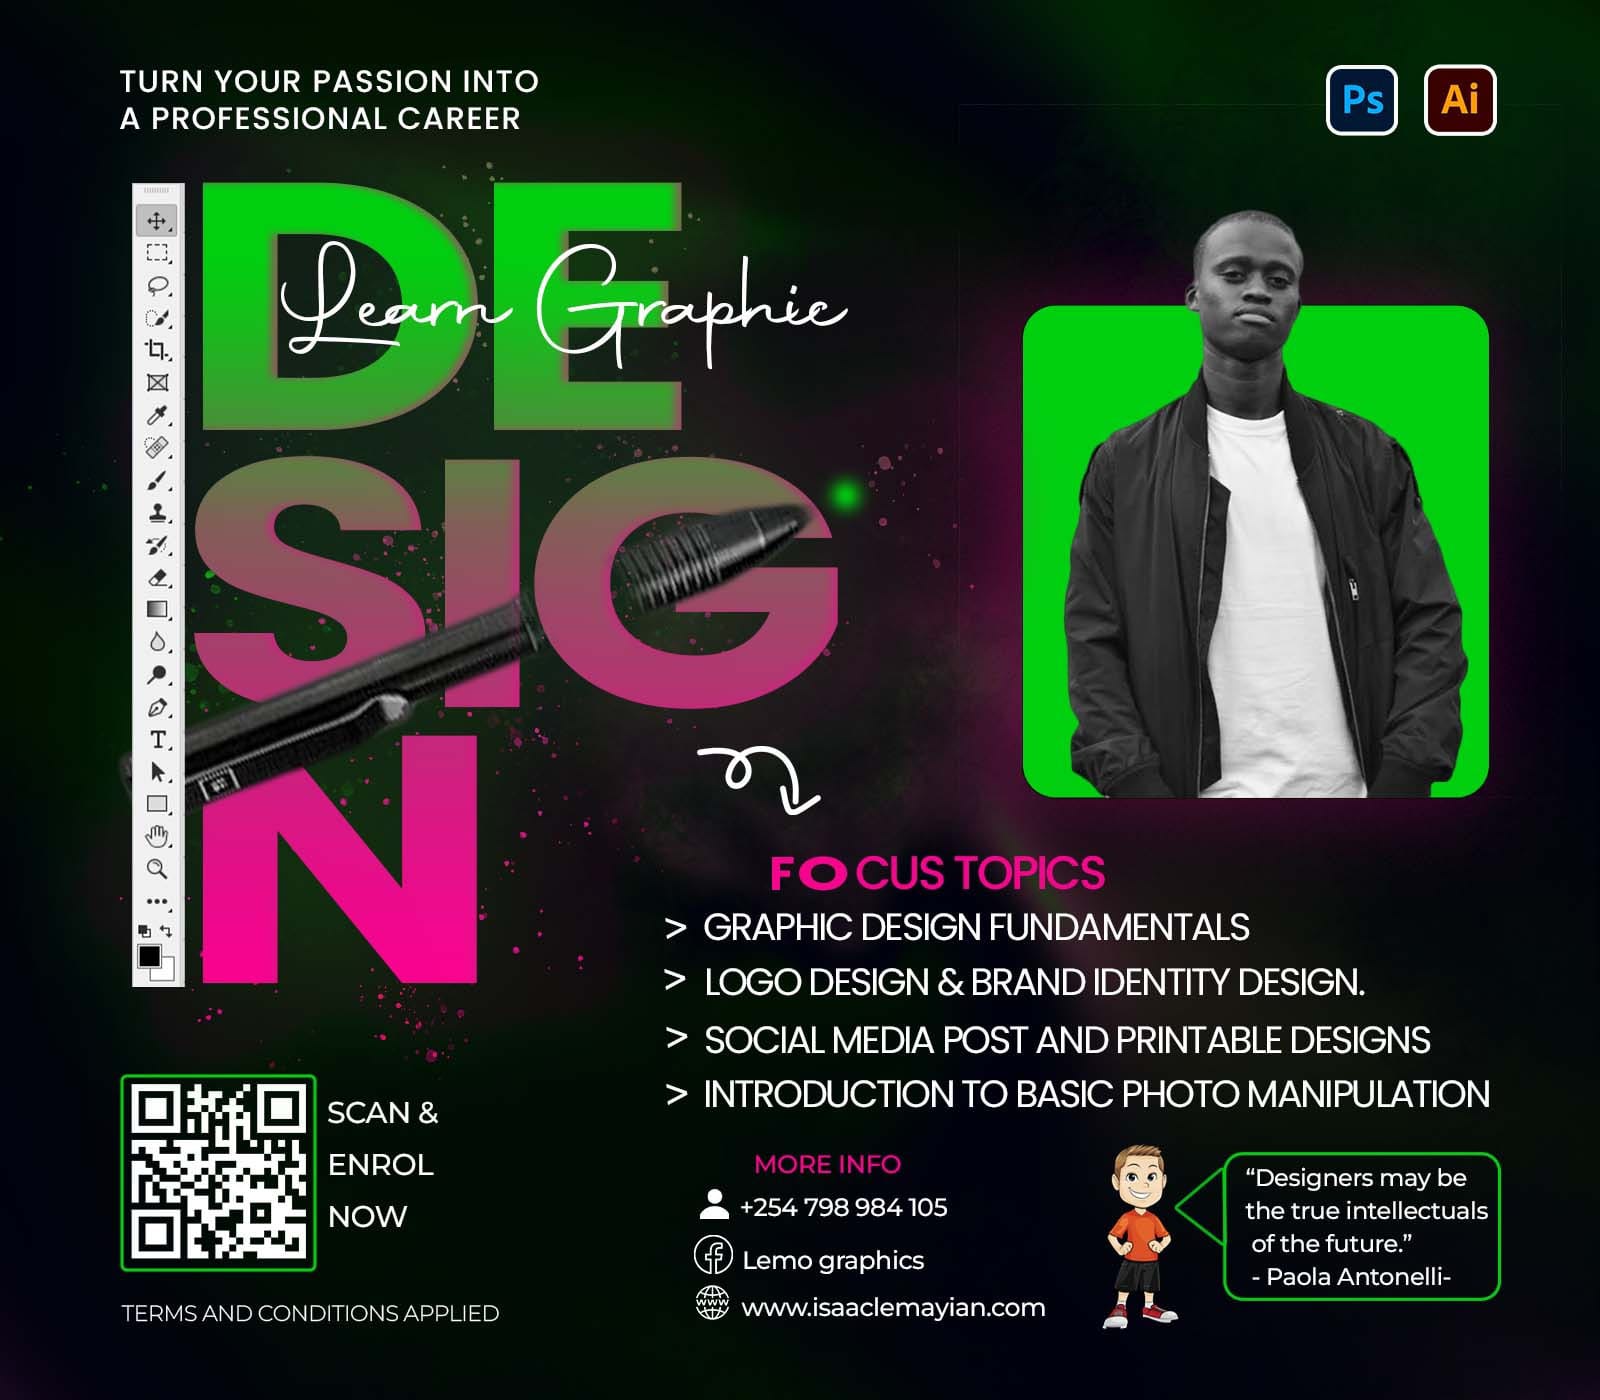 TURN YOUR PASSION INTO
A PROFESSIONAL CAREER
Ps Ai
Learn Graphic
DE
SIG
N
T
FOCUS TOPICS
> GRAPHIC DESIGN FUNDAMENTALS
> LOGO DESIGN & BRAND IDENTITY DESIGN.
> SOCIAL MEDIA POST AND PRINTABLE DESIGNS
> INTRODUCTION TO BASIC PHOTO MANIPULATION
SCAN &
ENROL
NOW
TERMS AND CONDITIONS APPLIED
MORE INFO
+254 798 984 105
Lemo graphics
www
www.isaaclemayian.com
“Designers may be
the true intellectuals
of the future.”
- Paola Antonelli-